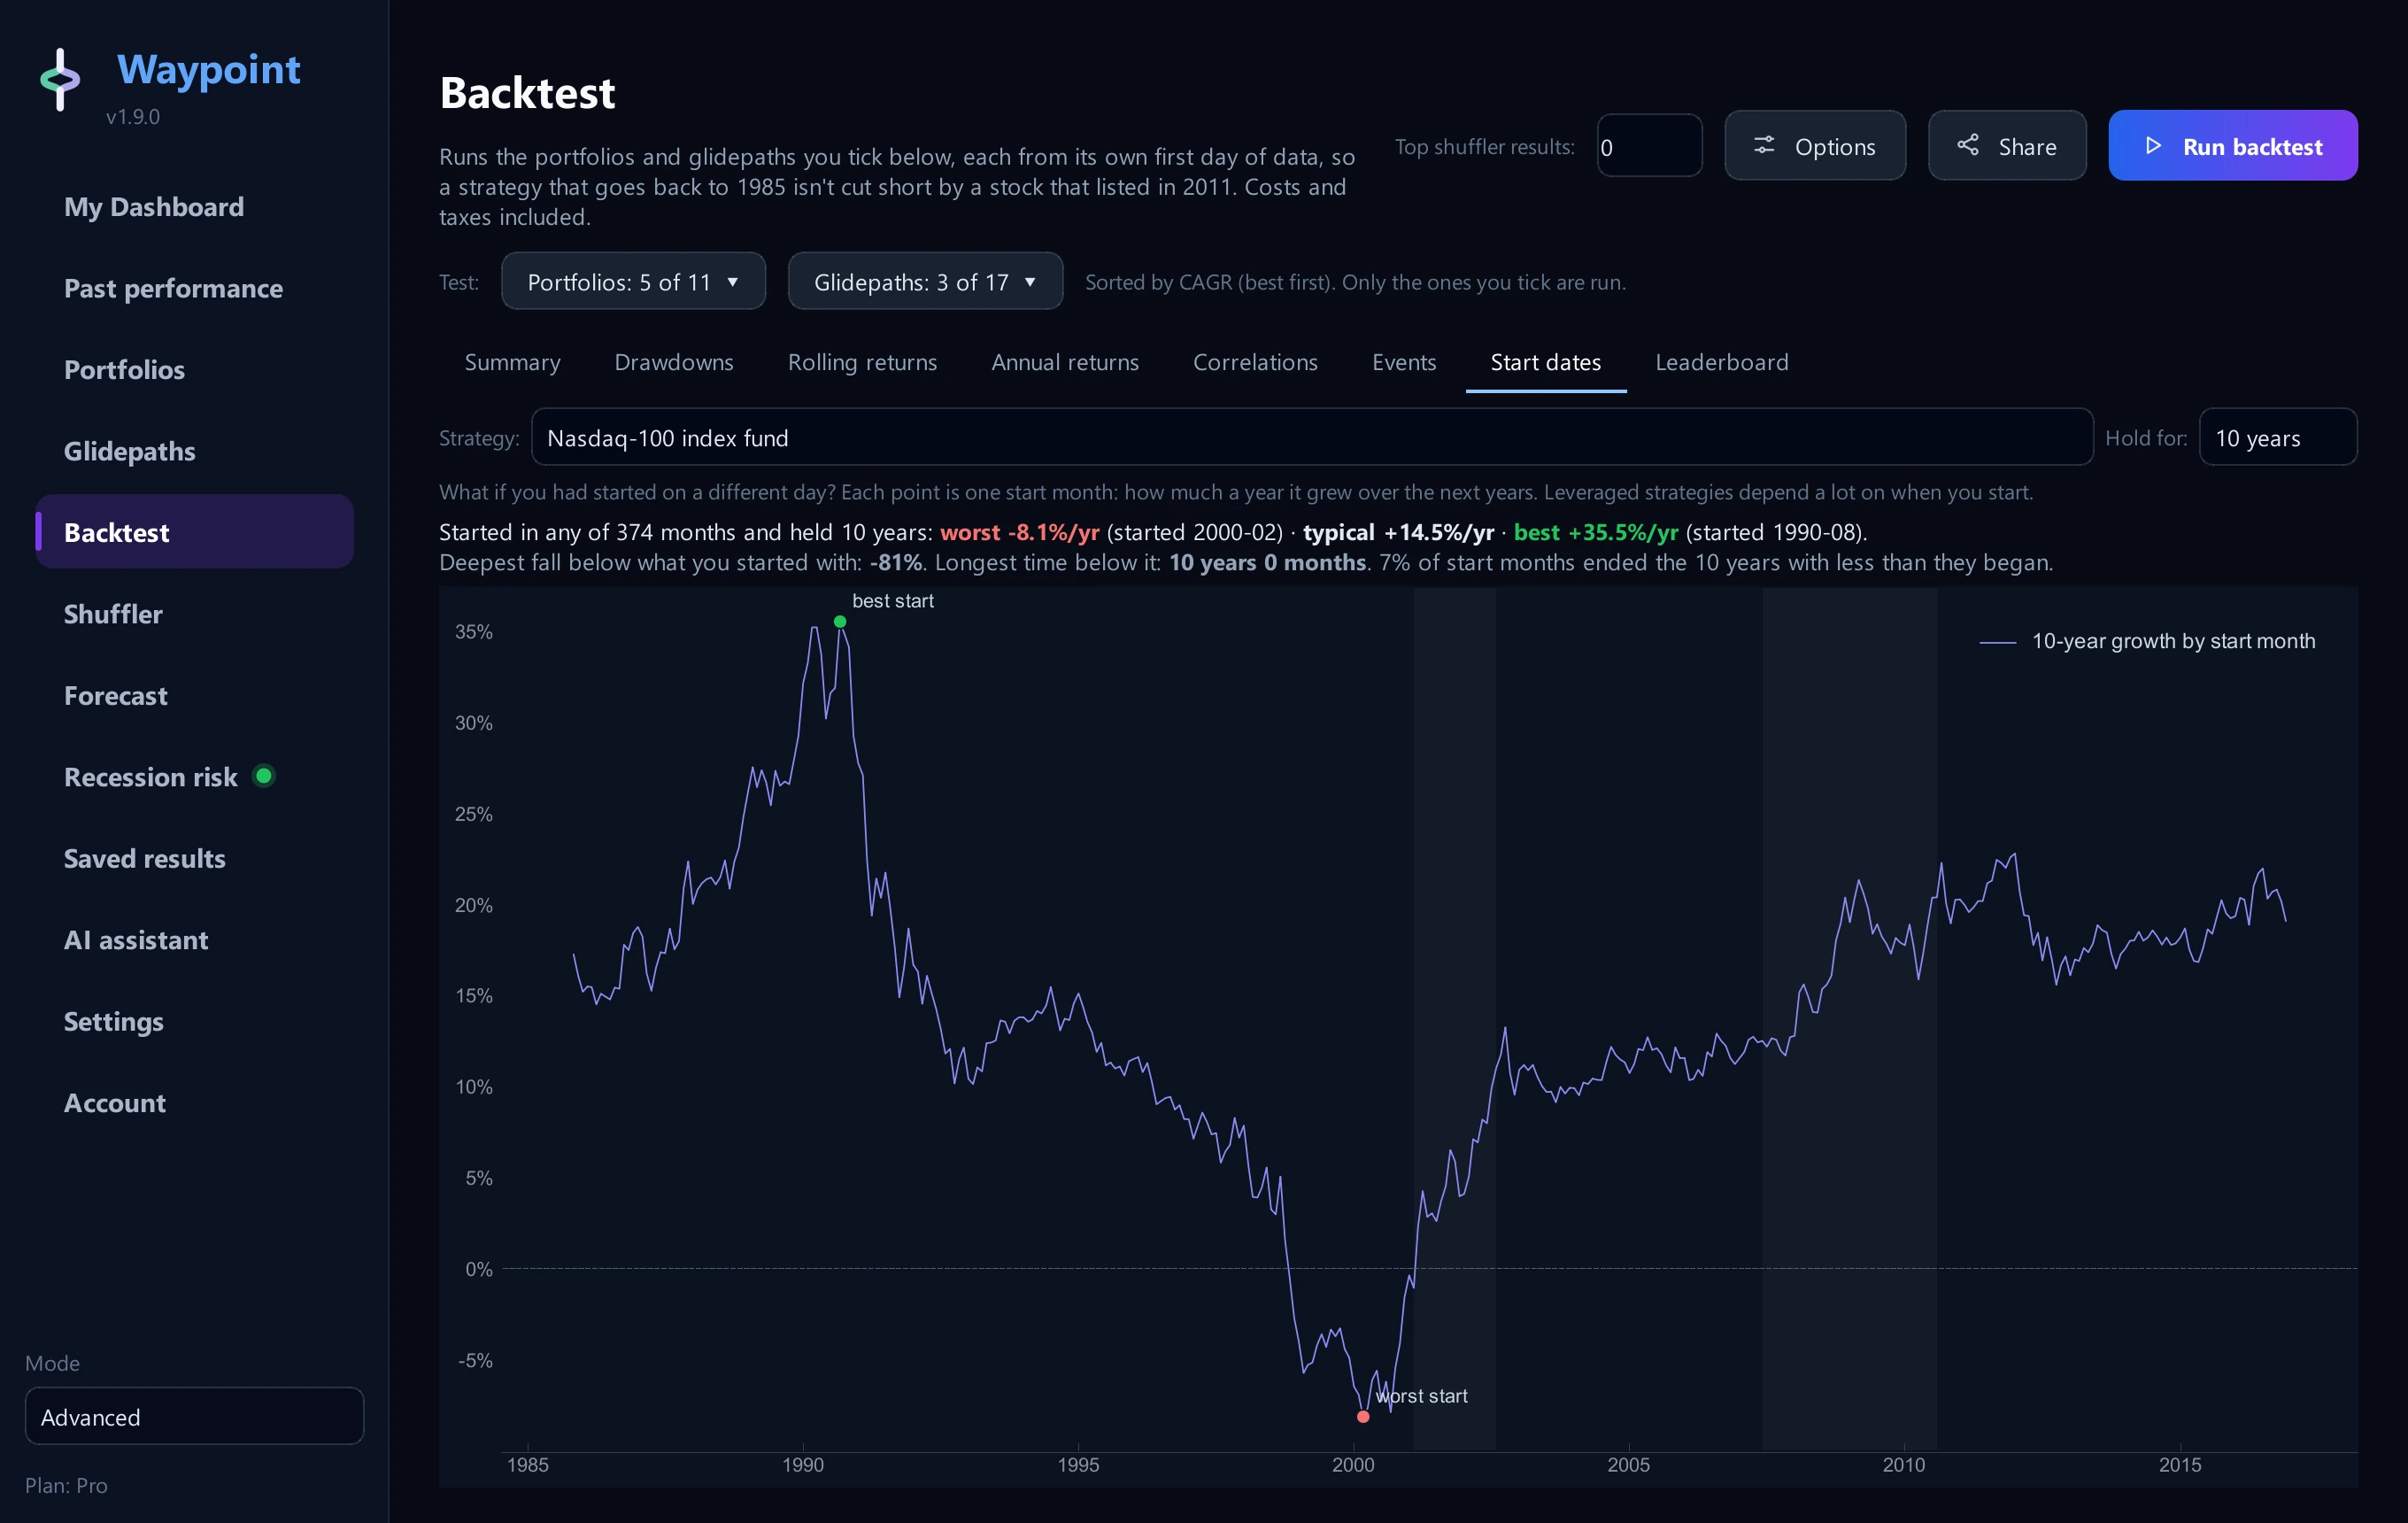 Waypoint
v1.9.0
My Dashboard
Past performance
Portfolios
Glidepaths
Backtest
Shuffler
Forecast
Recession risk
Saved results
AI assistant
Settings
Account
Mode
Advanced
Plan: Pro
Backtest
Runs the portfolios and glidepaths you tick below, each from its own first day of data, so
a strategy that goes back to 1985 isn't cut short by a stock that listed in 2011. Costs and
taxes included.
Top shuffler results:
0
Options
Share
Run backtest
Test:
Portfolios: 5 of 11 ▼
Glidepaths: 3 of 17 ▼
Sorted by CAGR (best first). Only the ones you tick are run.
Summary
Drawdowns
Rolling returns
Annual returns
Correlations
Events
Start dates
Leaderboard
Strategy:
Nasdaq-100 index fund
Hold for:
10 years
What if you had started on a different day? Each point is one start month: how much a year it grew over the next years. Leveraged strategies depend a lot on when you start.
Started in any of 374 months and held 10 years: worst -8.1%/yr (started 2000-02) · typical +14.5%/yr · best +35.5%/yr (started 1990-08).
Deepest fall below what you started with: -81%. Longest time below it: 10 years 0 months. 7% of start months ended the 10 years with less than they began.
best start
10-year growth by start month
35%
30%
25%
20%
15%
10%
5%
0%
-5%
worst start
1985
1990
1995
2000
2005
2010
2015